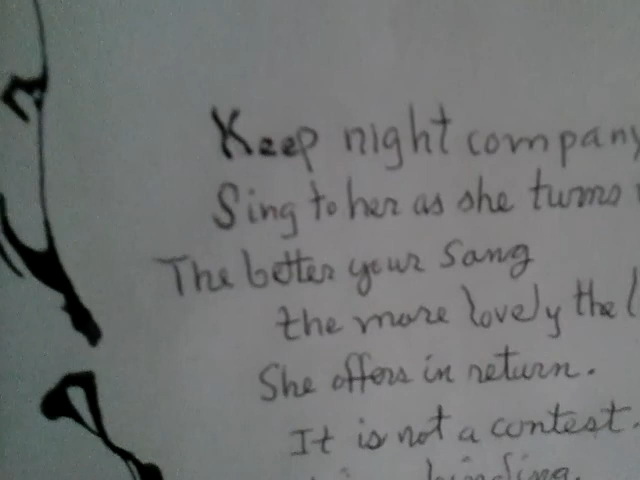 Keep night company
Sing to her as she turns
The better your song
the more lovely the
She offers in return.
It is not a contest.